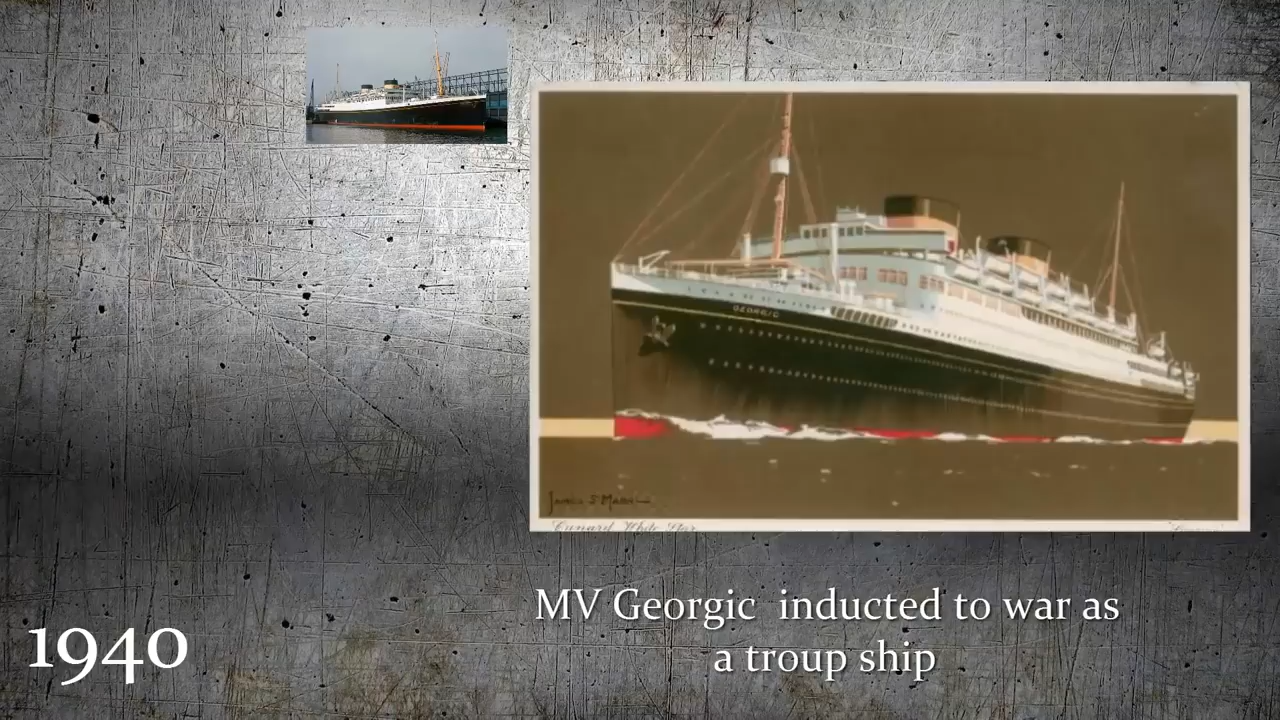 GEORGIC
Cunard White Star
MV Georgic inducted to war as
a troup ship
1940